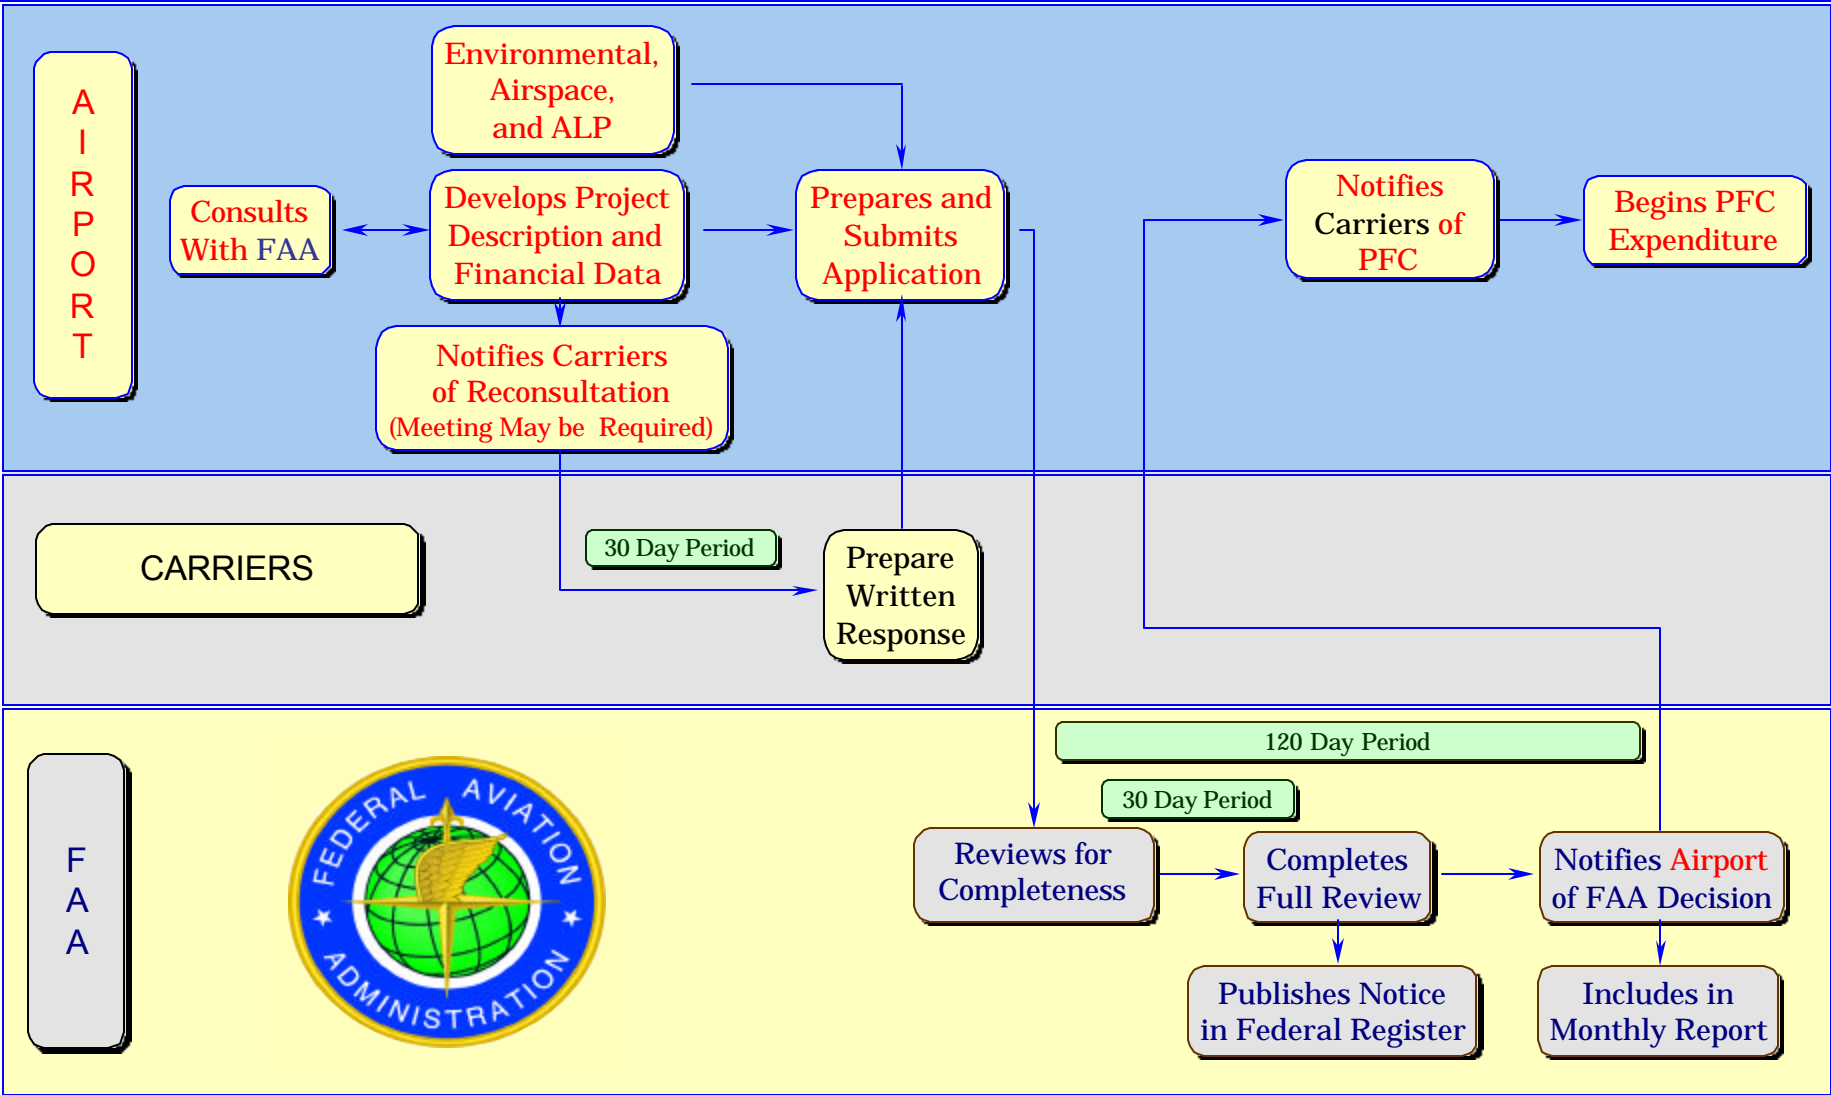 AIRPORT
Environmental,
Airspace,
and ALP
Consults
With FAA
Develops Project
Description and
Financial Data
Prepares and
Submits
Application
Notifies
Carriers of
PFC
Begins PFC
Expenditure
Notifies Carriers
of Reconsultation
(Meeting May be Required)
CARRIERS
30 Day Period
Prepare
Written
Response
FAA
FEDERAL AVIATION
ADMINISTRATION
120 Day Period
30 Day Period
Reviews for
Completeness
Completes
Full Review
Notifies Airport
of FAA Decision
Publishes Notice
in Federal Register
Includes in
Monthly Report